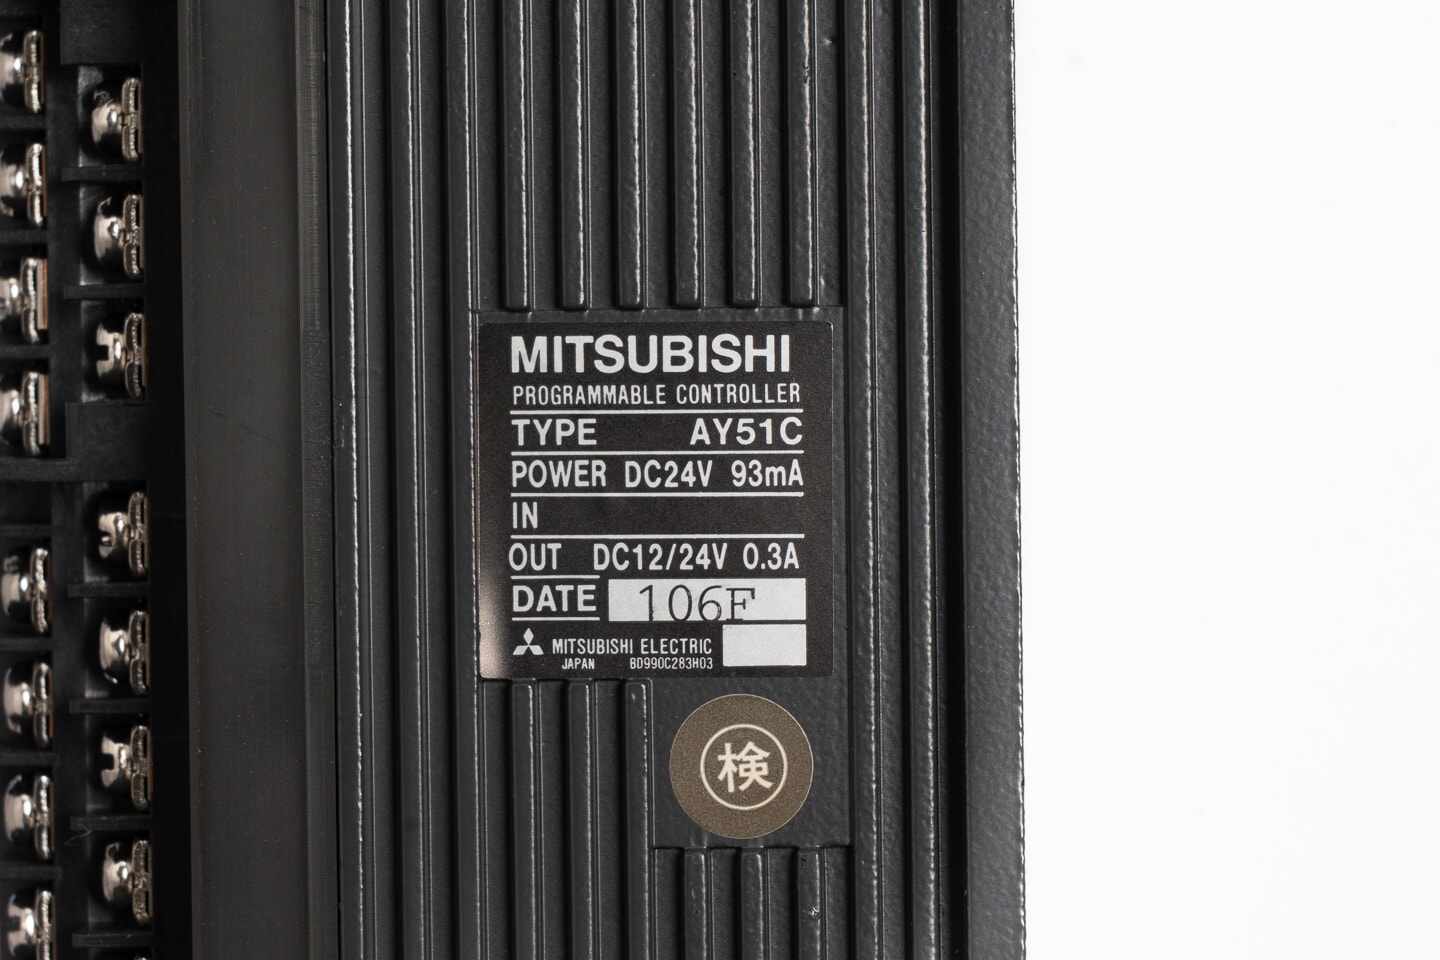 MITSUBISHI
PROGRAMMABLE CONTROLLER
TYPE AY51C
POWER DC24V 93mA
IN
OUT DC12/24V 0.3A
DATE 106F
MITSUBISHI ELECTRIC
JAPAN BD990C283H03
検